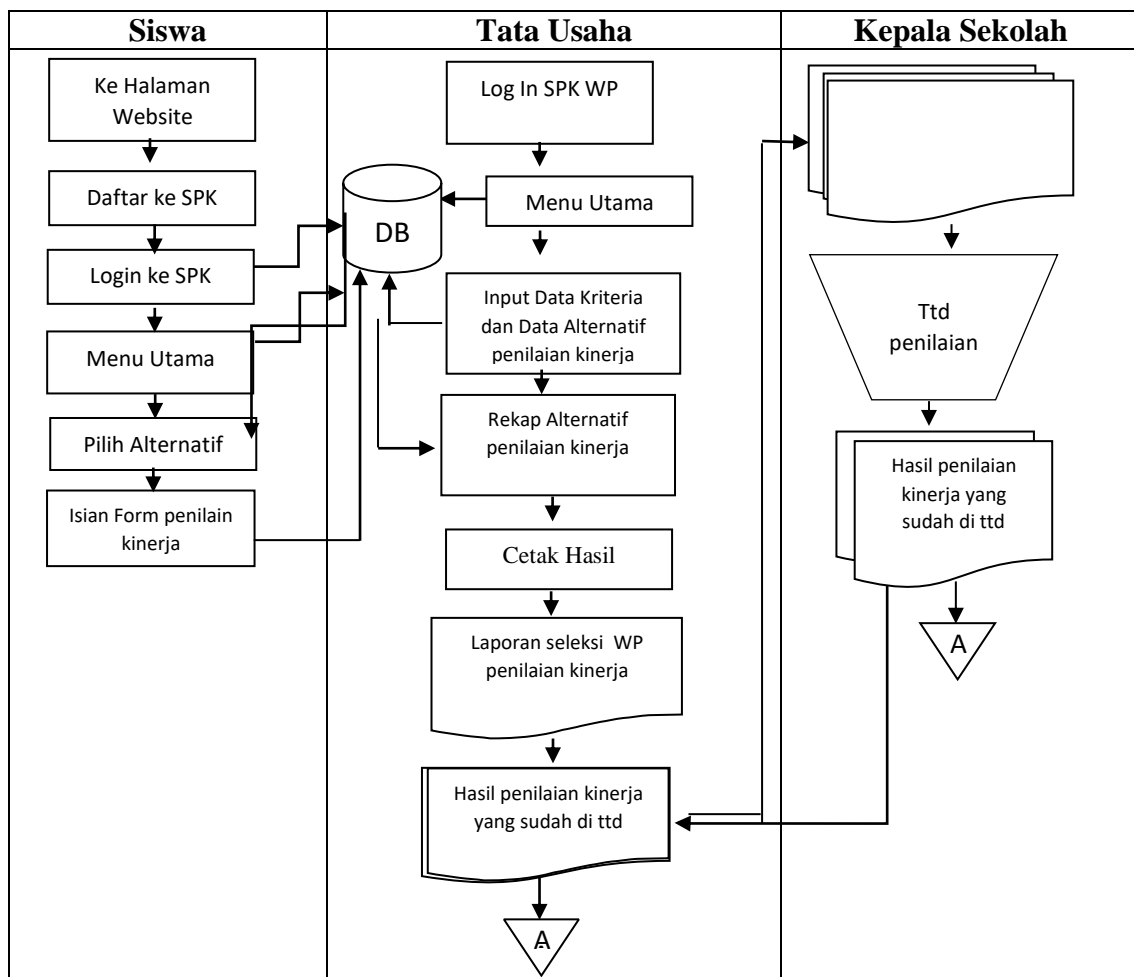 Siswa
Tata Usaha
Kepala Sekolah
Ke Halaman
Website
Daftar ke SPK
Login ke SPK
Menu Utama
Pilih Alternatif
Isian Form penilain
kinerja
Log In SPK WP
DB
Menu Utama
Input Data Kriteria
dan Data Alternatif
penilaian kinerja
Rekap Alternatif
penilaian kinerja
Cetak Hasil
Laporan seleksi WP
penilaian kinerja
Hasil penilaian kinerja
yang sudah di ttd
A
Ttd
penilaian
Hasil penilaian
kinerja yang
sudah di ttd
A